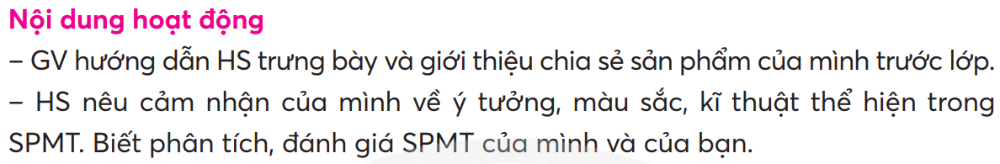 Nội dung hoạt động
– GV hướng dẫn HS trưng bày và giới thiệu chia sẻ sản phẩm của mình trước lớp.
– HS nêu cảm nhận của mình về ý tưởng, màu sắc, kĩ thuật thể hiện trong
SPMT. Biết phân tích, đánh giá SPMT của mình và của bạn.